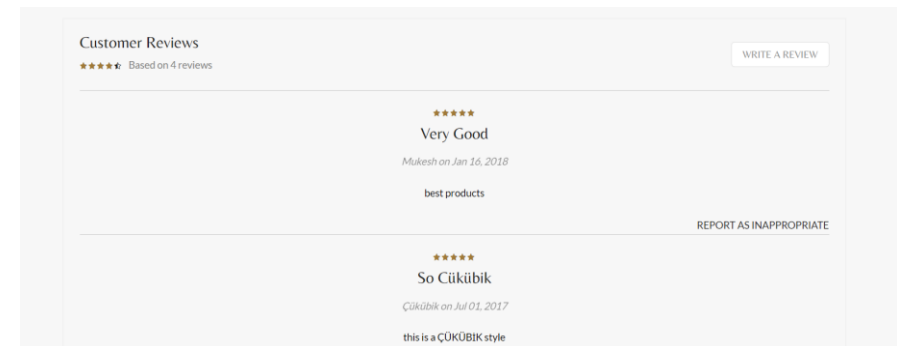 Customer Reviews
Based on 4 reviews
WRITE A REVIEW
Very Good
Mukesh on Jan 16, 2018
best products
REPORT AS INAPPROPRIATE
So Cükübik
Çükübik on Jul 01, 2017
this is a ÇÜKÜBIK style